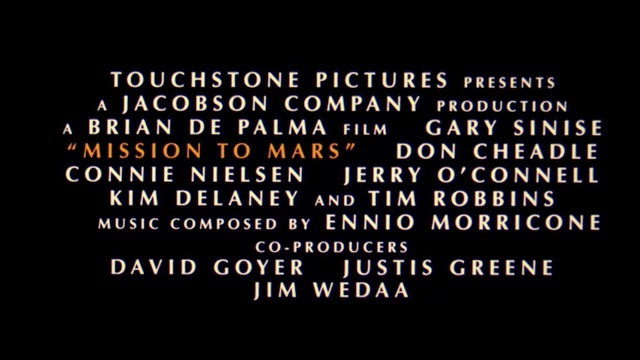 TOUCHSTONE PICTURES PRESENTS
A JACOBSON COMPANY PRODUCTION
A BRIAN DE PALMA FILM GARY SINISE
“MISSION TO MARS” DON CHEADLE
CONNIE NIELSEN JERRY O’CONNELL
KIM DELANEY AND TIM ROBBINS
MUSIC COMPOSED BY ENNIO MORRICONE
CO-PRODUCERS
DAVID GOYER JUSTIS GREENE
JIM WEDAA